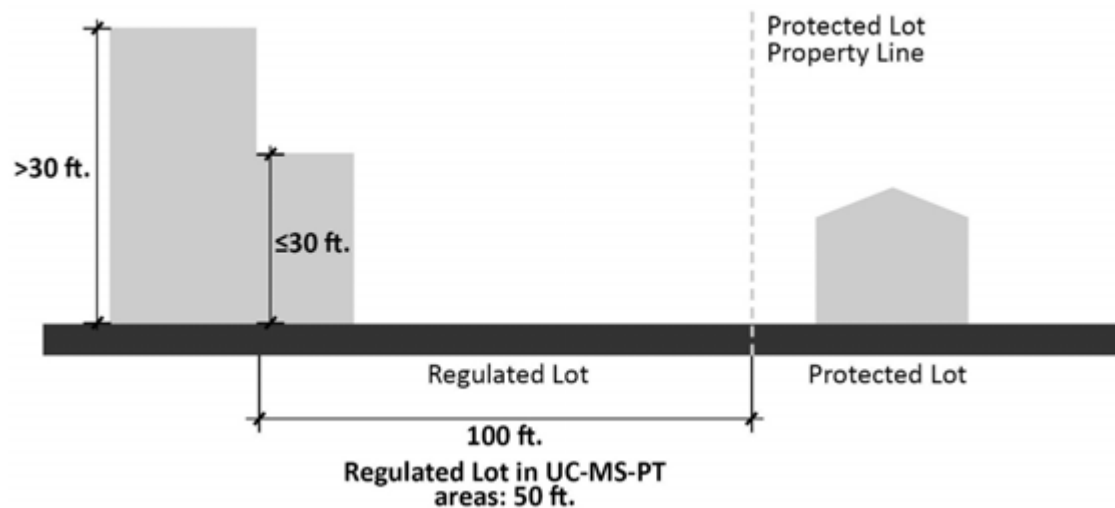 Protected Lot
Property Line
>30 ft.
≤30 ft.
Regulated Lot
Protected Lot
100 ft.
Regulated Lot in UC-MS-PT
areas: 50 ft.